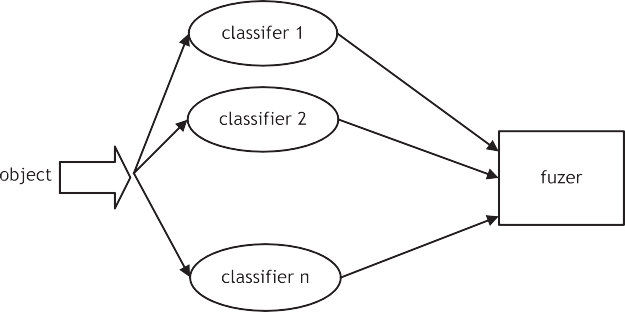 classifer 1
classifier 2
object
fuzer
classifier n